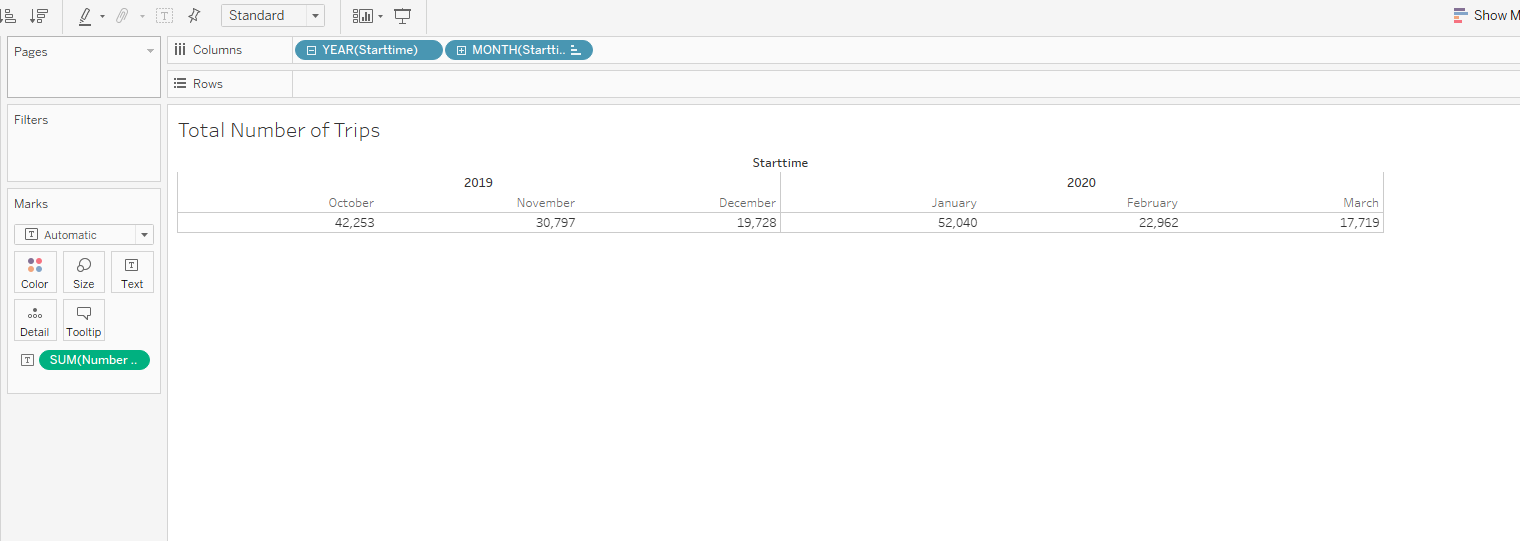 Standard
Show M
Pages
Columns
YEAR(Starttime)
MONTH(Startti..
Rows
Filters
Total Number of Trips
Starttime
2019 2020
October November December January February March
42,253 30,797 19,728 52,040 22,962 17,719
Marks
Automatic
Color Size Text
Detail Tooltip
SUM(Number ..